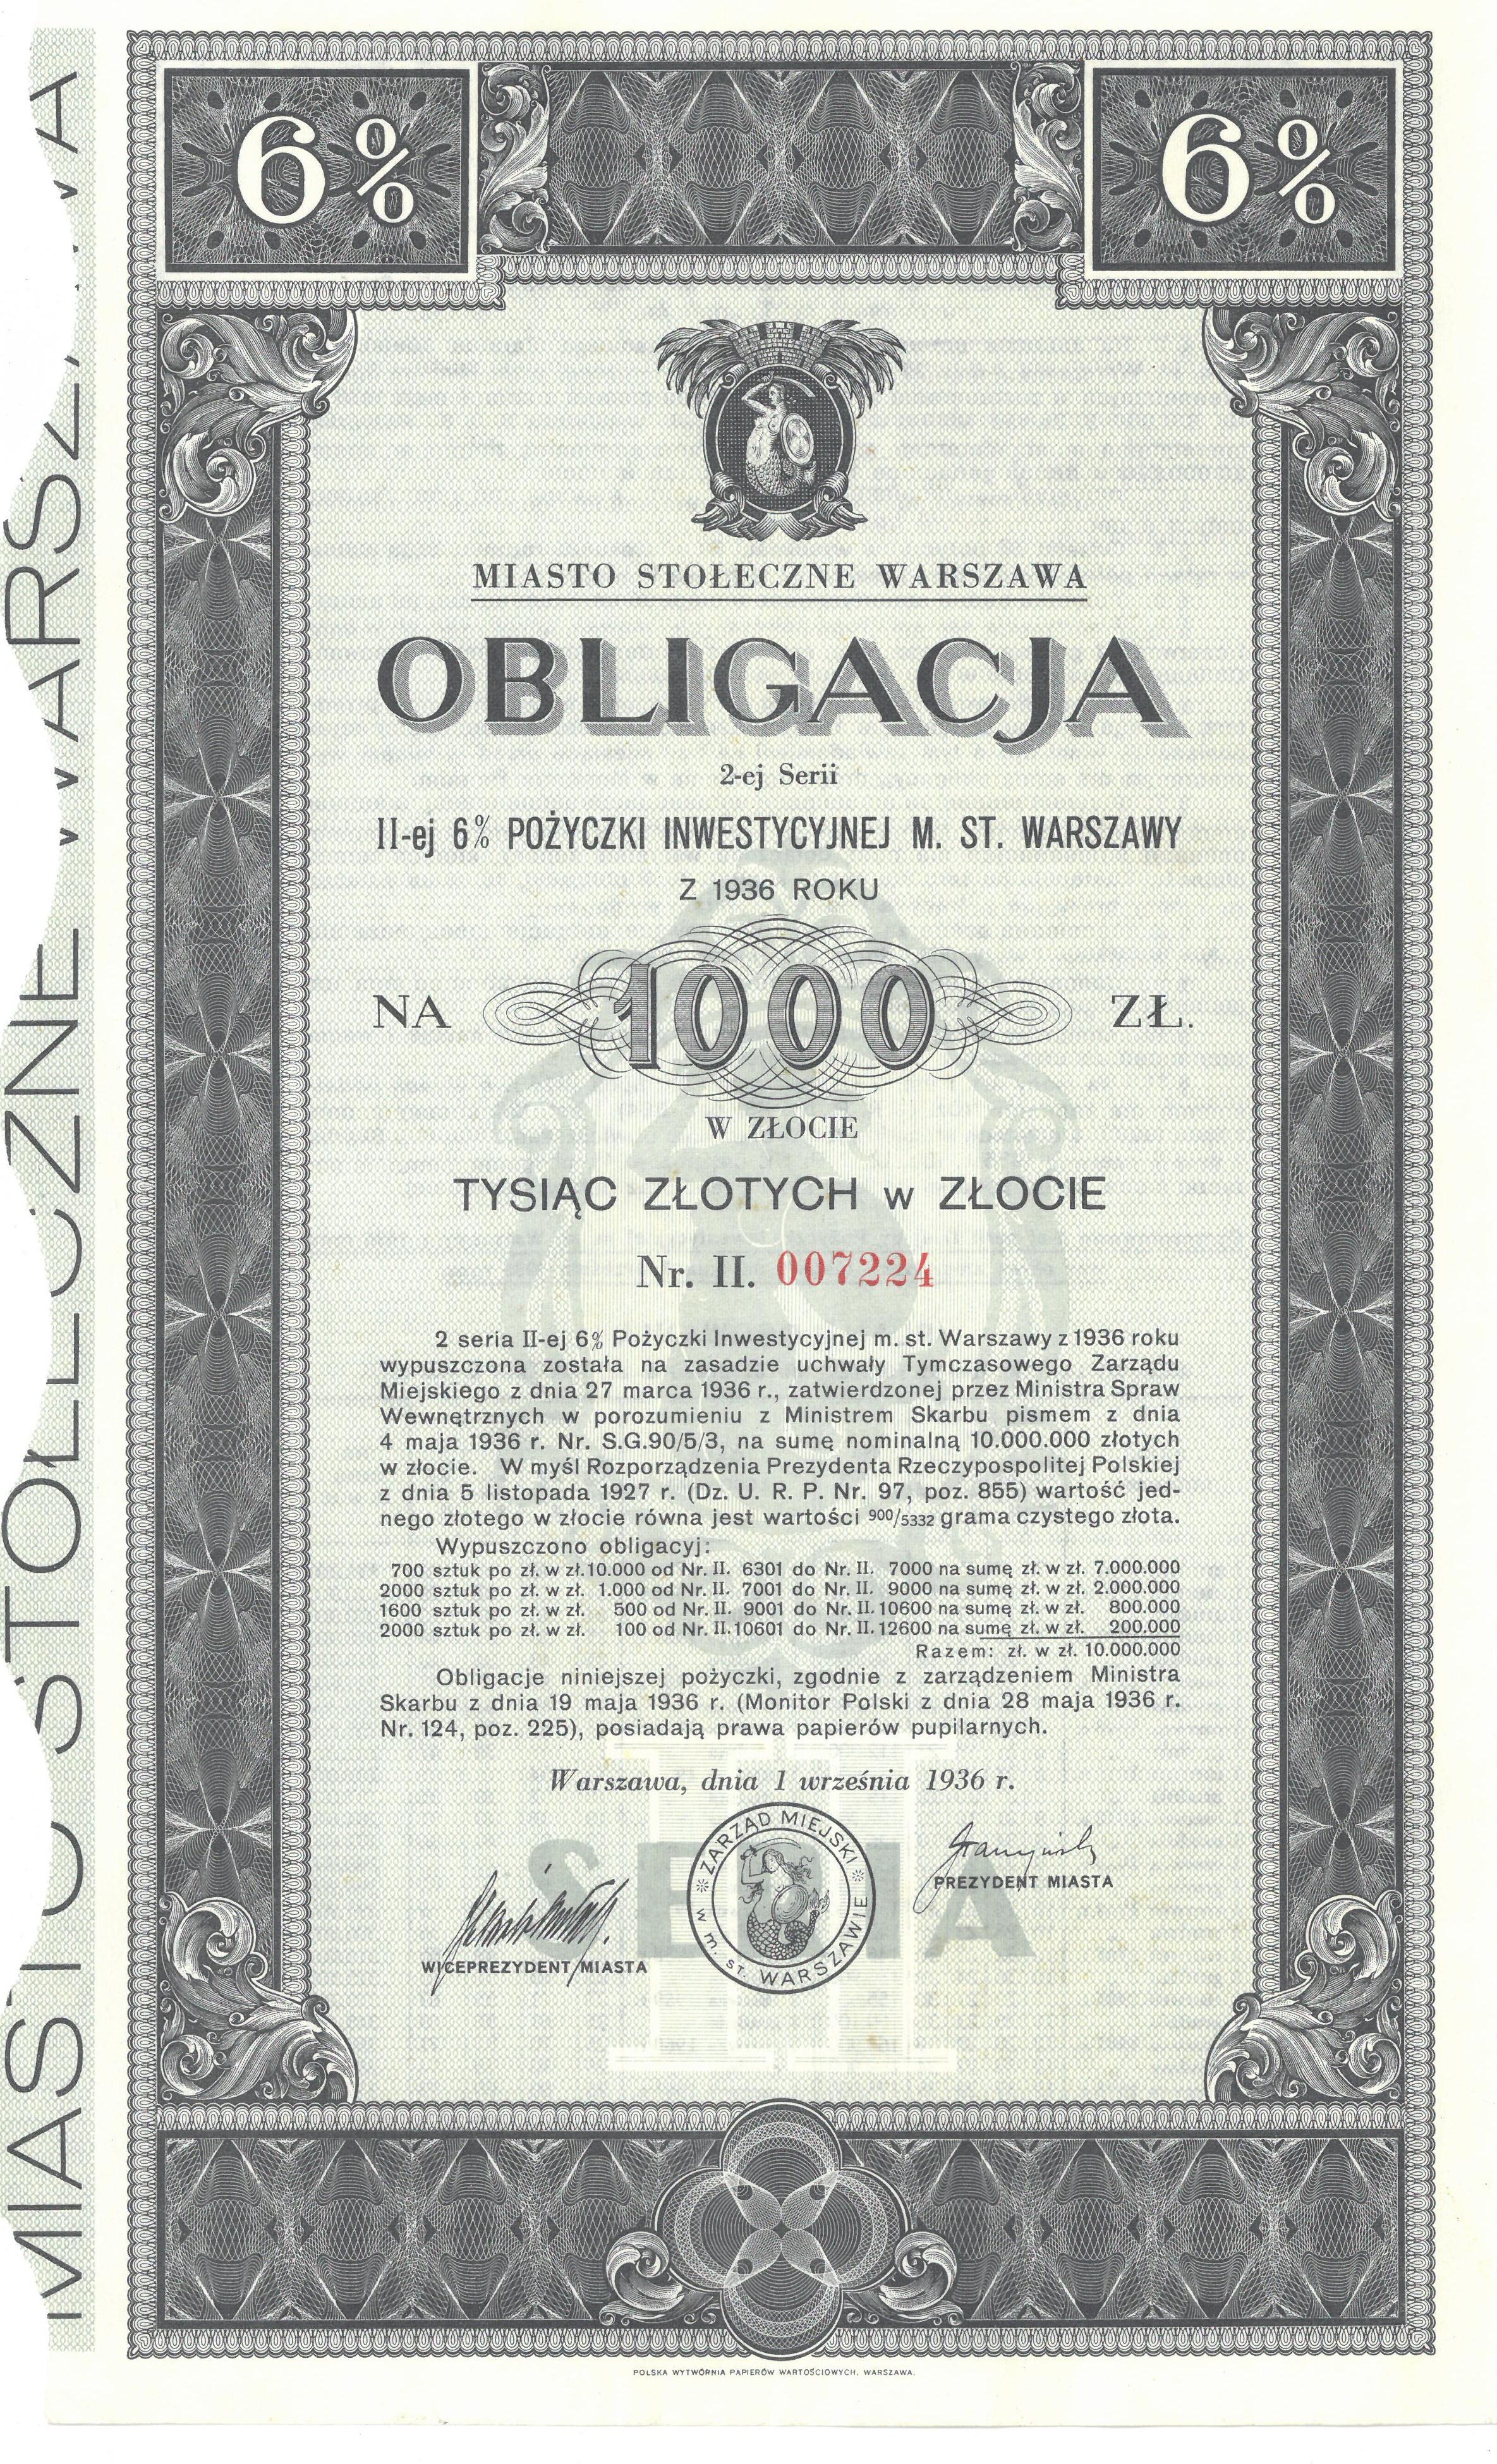 6%
6%
MIASTO STOŁECZNE WARSZAWA
MIASTO STOŁECZNE WARSZAWA
OBLIGACJA
2-ej Serii
II-ej 6% POŻYCZKI INWESTYCYJNEJ M. ST. WARSZAWY
Z 1936 ROKU
NA 1000 ZŁ.
W ZŁOCIE
TYSIĄC ZŁOTYCH w ZŁOCIE
Nr. II. 007224
2 seria II-ej 6% Pożyczki Inwestycyjnej m. st. Warszawy z 1936 roku
wypuszczona została na zasadzie uchwały Tymczasowego Zarządu
Miejskiego z dnia 27 marca 1936 r., zatwierdzonej przez Ministra Spraw
Wewnętrznych w porozumieniu z Ministrem Skarbu pismem z dnia
4 maja 1936 r. Nr. S.G.90/5/3, na sumę nominalną 10.000.000 złotych
w złocie. W myśl Rozporządzenia Prezydenta Rzeczypospolitej Polskiej
z dnia 5 listopada 1927 r. (Dz. U. R. P. Nr. 97, poz. 855) wartość jed-
nego złotego w złocie równa jest wartości 900/5332 grama czystego złota.
Wypuszczono obligacyj:
700 sztuk po zł. w zł. 10.000 od Nr. II. 6301 do Nr. II. 7000 na sumę zł. w zł. 7.000.000
2000 sztuk po zł. w zł. 1.000 od Nr. II. 7001 do Nr. II. 9000 na sumę zł. w zł. 2.000.000
1600 sztuk po zł. w zł. 500 od Nr. II. 9001 do Nr. II. 10600 na sumę zł. w zł. 800.000
2000 sztuk po zł. w zł. 100 od Nr. II. 10601 do Nr. II. 12600 na sumę zł. w zł. 200.000
Razem: zł. w zł. 10.000.000
Obligacje niniejszej pożyczki, zgodnie z zarządzeniem Ministra
Skarbu z dnia 19 maja 1936 r. (Monitor Polski z dnia 28 maja 1936 r.
Nr. 124, poz. 225), posiadają prawa papierów pupilarnych.
Warszawa, dnia 1 września 1936 r.
II
SERIA
ZARZĄD MIEJSKI
W m. ST. WARSZAWIE
PREZYDENT MIASTA
WICEPREZYDENT MIASTA
POLSKA WYTWÓRNIA PAPIERÓW WARTOŚCIOWYCH, WARSZAWA.